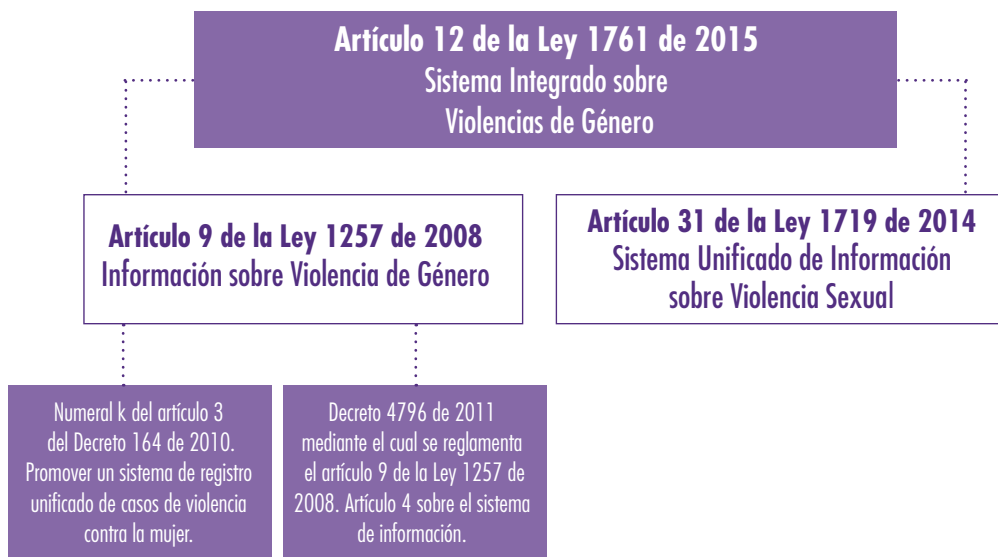 Artículo 12 de la Ley 1761 de 2015
Sistema Integrado sobre
Violencias de Género
Artículo 9 de la Ley 1257 de 2008
Información sobre Violencia de Género
Artículo 31 de la Ley 1719 de 2014
Sistema Unificado de Información
sobre Violencia Sexual
Numeral k del artículo 3
del Decreto 164 de 2010.
Promover un sistema de registro
unificado de casos de violencia
contra la mujer.
Decreto 4796 de 2011
mediante el cual se reglamenta
el artículo 9 de la Ley 1257 de
2008. Artículo 4 sobre el sistema
de información.